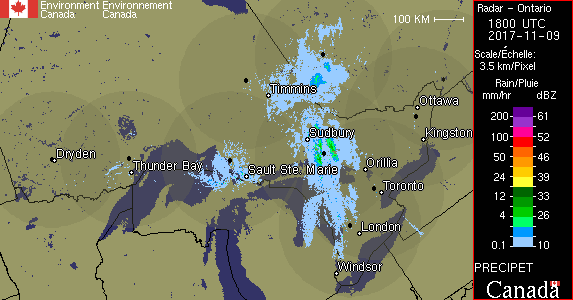 Environment Environnement
Canada Canada
100 KM
Timmins
Ottawa
Sudbury
Kingston
Dryden
Thunder Bay
Sault Ste. Marie
Orillia
Toronto
London
Windsor
Radar - Ontario
1800 UTC
2017-11-09
Scale/Échelle:
3.5 km/Pixel
Rain/Pluie
mm/hr dBZ
200 61
100 52
50 46
24 39
12 33
4 26
0.1 10
PRECIPET
Canada